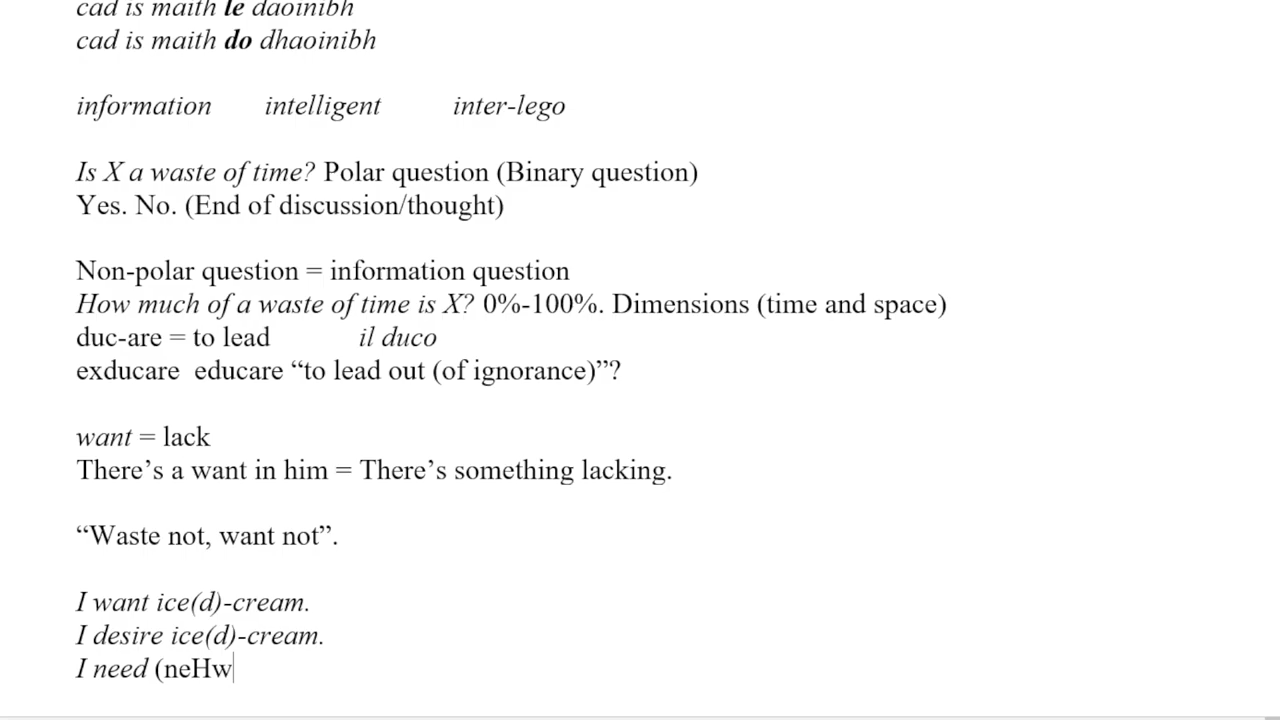 cad is maith le daoinibh
cad is maith do dhaoinibh
information intelligent inter-lego
Is X a waste of time? Polar question (Binary question)
Yes. No. (End of discussion/thought)
Non-polar question = information question
How much of a waste of time is X? 0%-100%. Dimensions (time and space)
duc-are = to lead il duco
exducare educare “to lead out (of ignorance)”?
want = lack
There’s a want in him = There’s something lacking.
“Waste not, want not”.
I want ice(d)-cream.
I desire ice(d)-cream.
I need (neHw